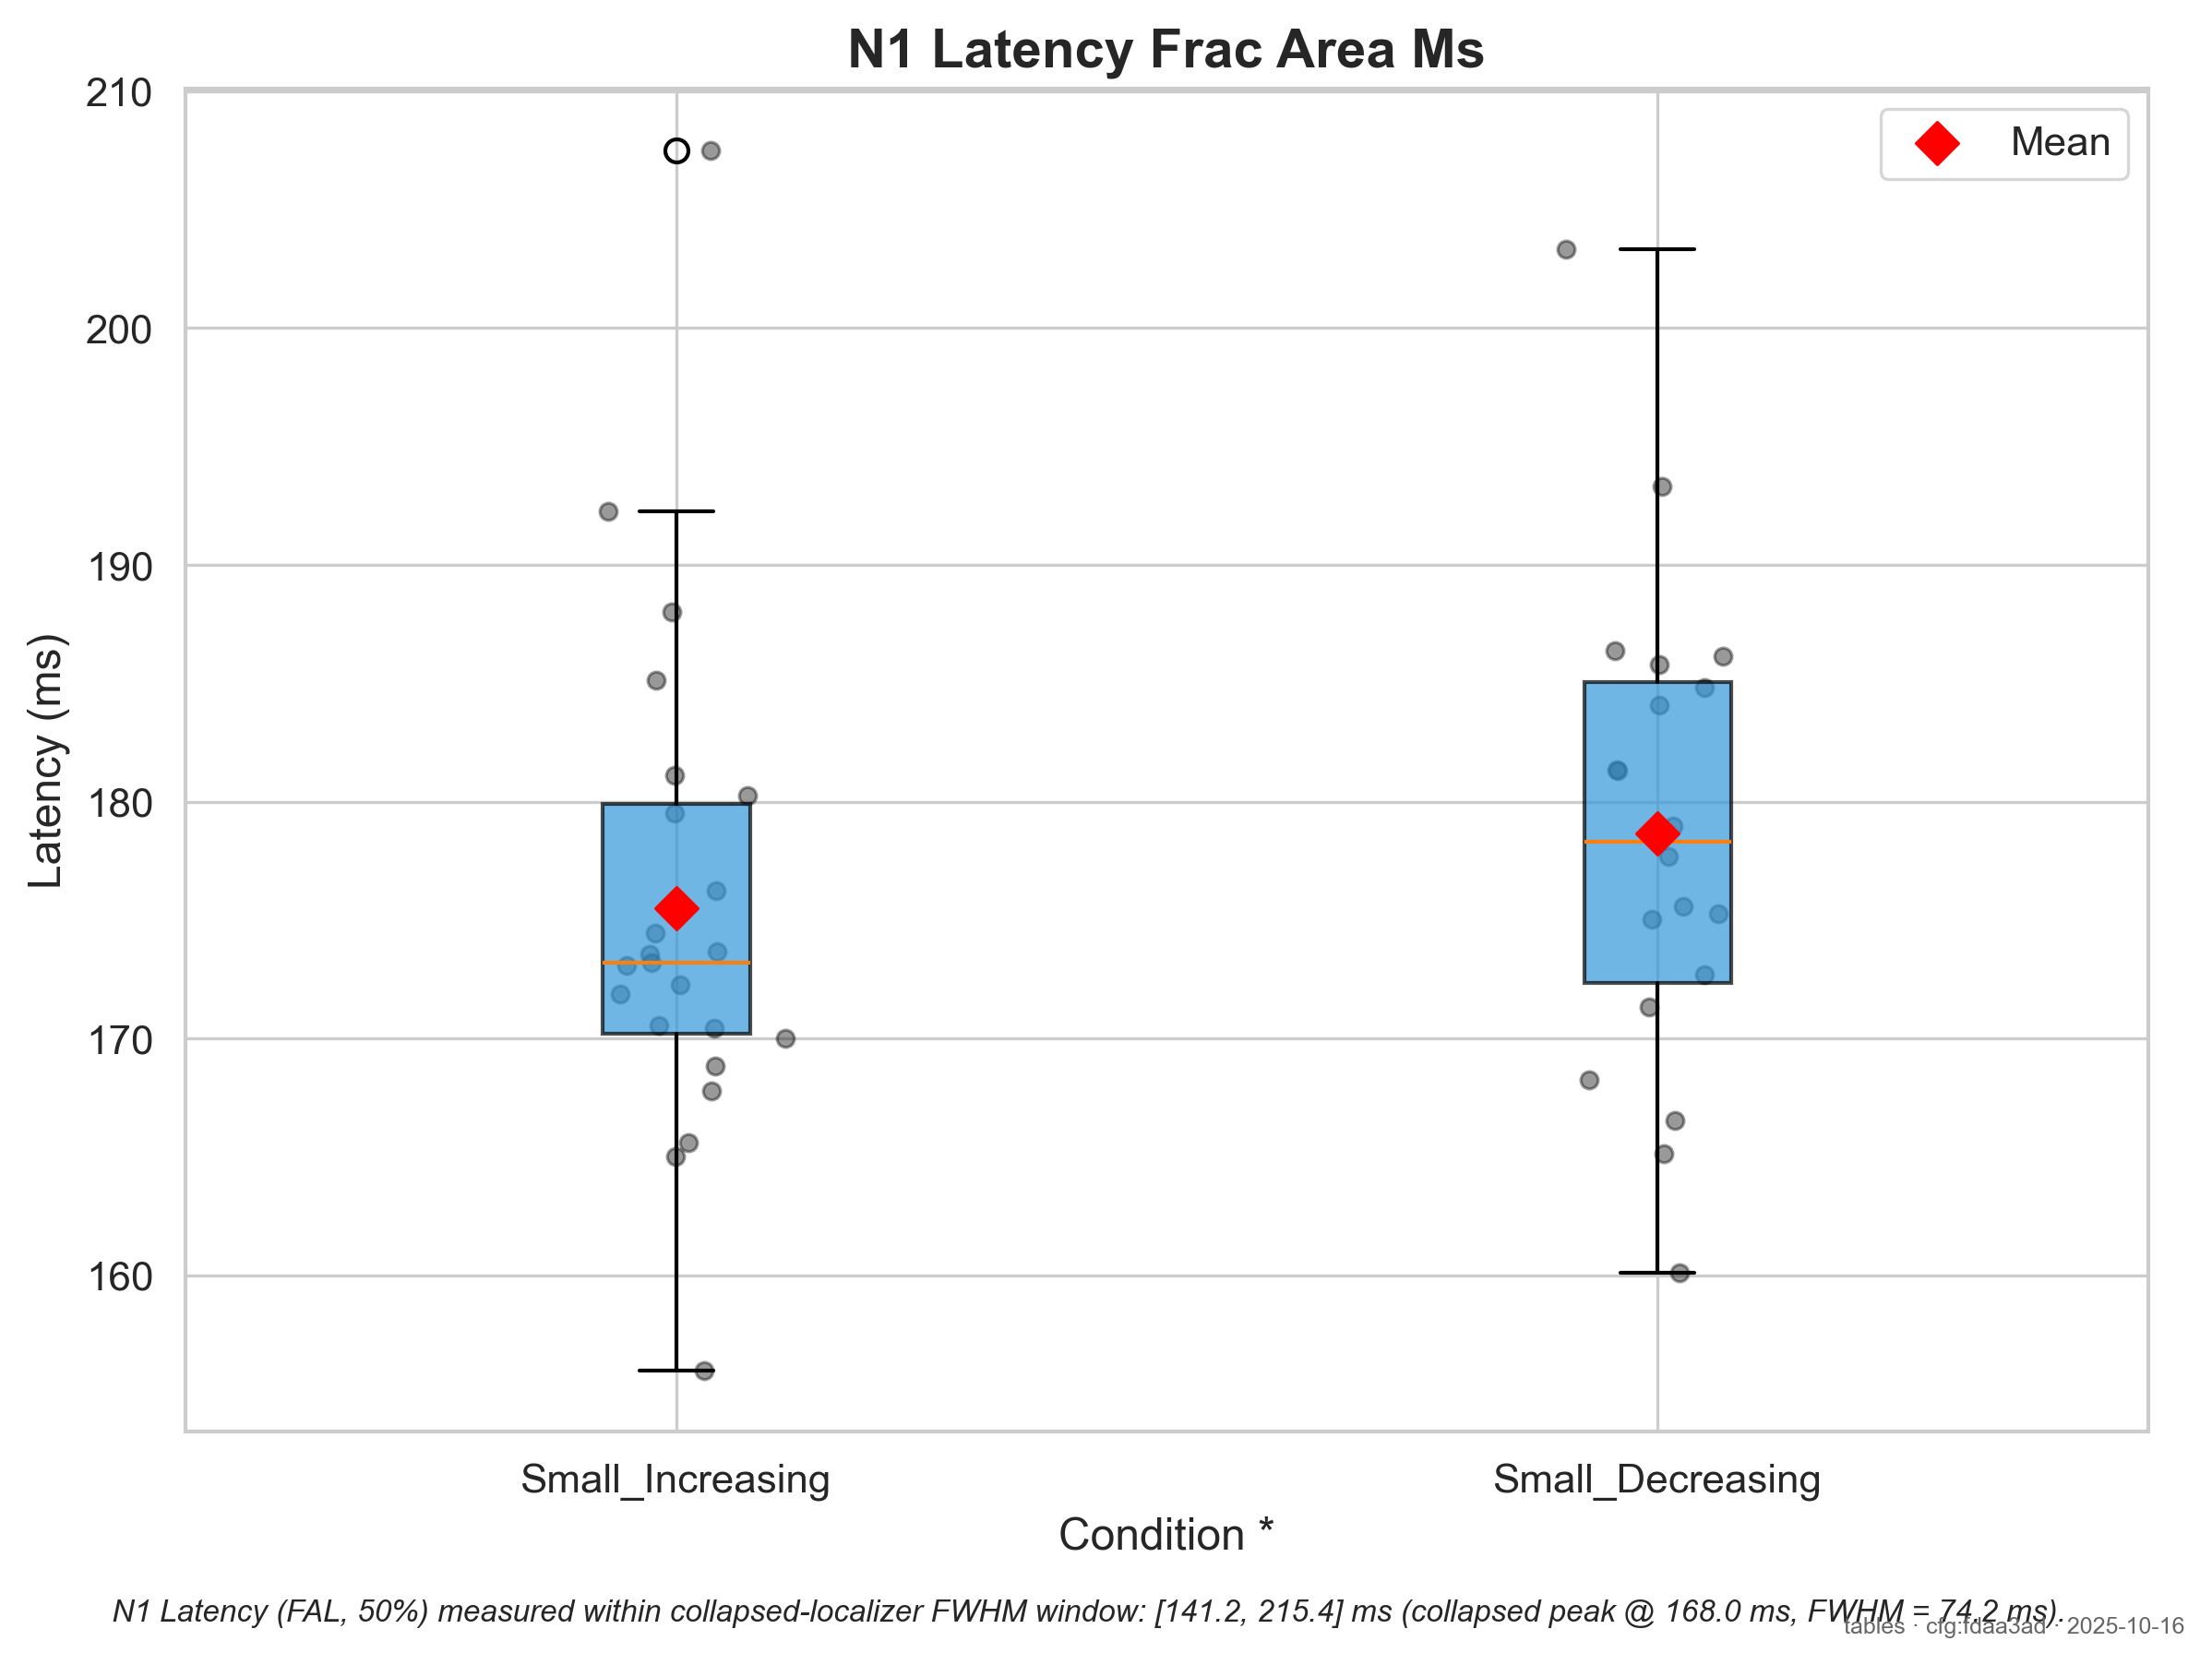 N1 Latency Frac Area Ms
210
200
190
180
170
160
Latency (ms)
Mean
Small_Increasing
Small_Decreasing
Condition *
N1 Latency (FAL, 50%) measured within collapsed-localizer FWHM window: [141.2, 215.4] ms (collapsed peak @ 168.0 ms, FWHM = 74.2 ms).
tables · cfg:fdaa3ad · 2025-10-16